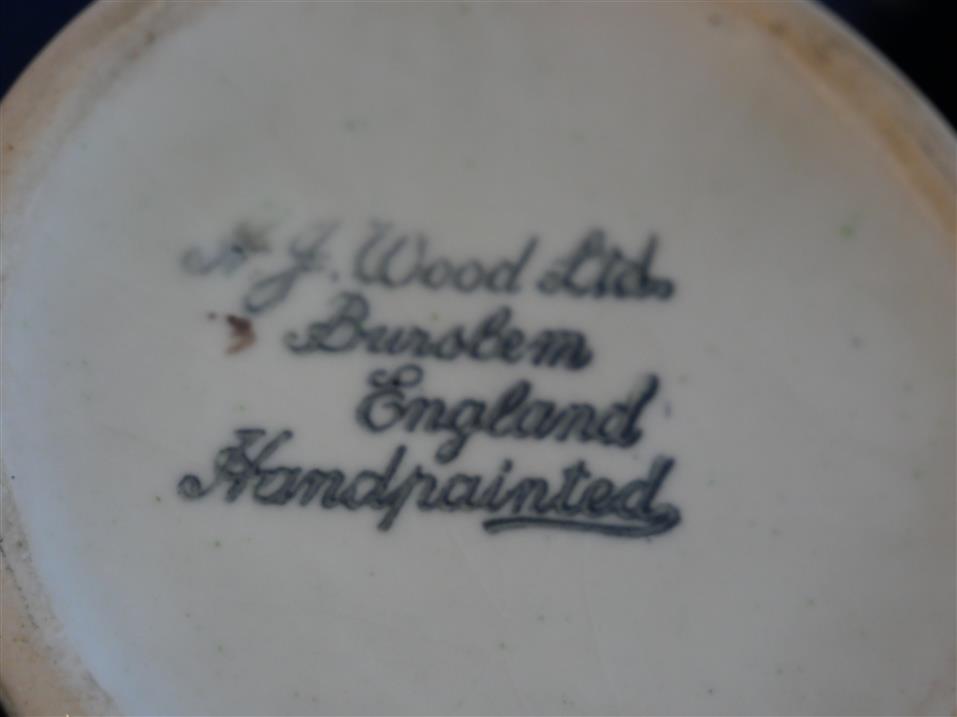 H. J. Wood Ltd.
Burslem
England
Handpainted